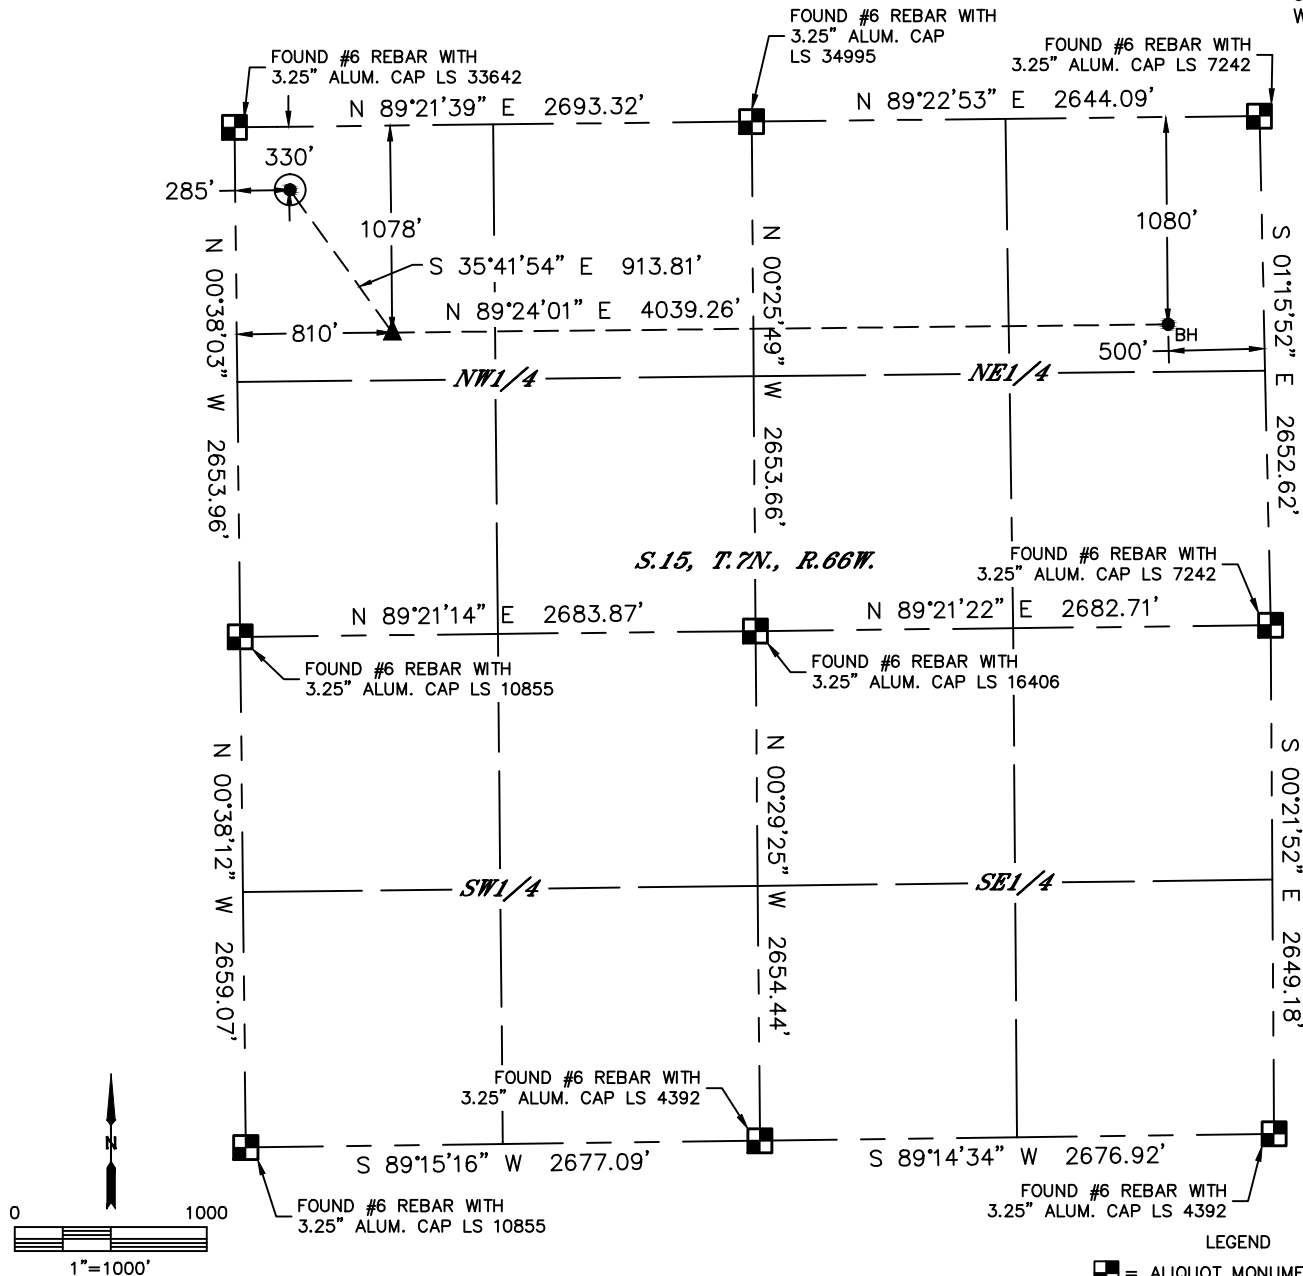 FOUND #6 REBAR WITH
3.25" ALUM. CAP
LS 34995
FOUND #6 REBAR WITH
3.25" ALUM. CAP LS 33642
FOUND #6 REBAR WITH
3.25" ALUM. CAP LS 7242
N 89°21'39" E 2693.32'
N 89°22'53" E 2644.09'
330'
285'
1078'
1080'
S 35°41'54" E 913.81'
N 89°24'01" E 4039.26'
810'
BH
500'
N 00°38'03" W 2653.96'
N 00°25'49" W 2653.66'
S 01°15'52" E 2652.62'
NW1/4
NE1/4
S.15, T.7N., R.66W.
FOUND #6 REBAR WITH
3.25" ALUM. CAP LS 7242
N 89°21'14" E 2683.87'
N 89°21'22" E 2682.71'
FOUND #6 REBAR WITH
3.25" ALUM. CAP LS 10855
FOUND #6 REBAR WITH
3.25" ALUM. CAP LS 16406
N 00°38'12" W 2659.07'
N 00°29'25" W 2654.44'
S 00°21'52" E 2649.18'
SW1/4
SE1/4
FOUND #6 REBAR WITH
3.25" ALUM. CAP LS 4392
S 89°15'16" W 2677.09'
S 89°14'34" W 2676.92'
FOUND #6 REBAR WITH
3.25" ALUM. CAP LS 10855
FOUND #6 REBAR WITH
3.25" ALUM. CAP LS 4392
N
0 1000
1"=1000'
LEGEND
= ALIQUOT